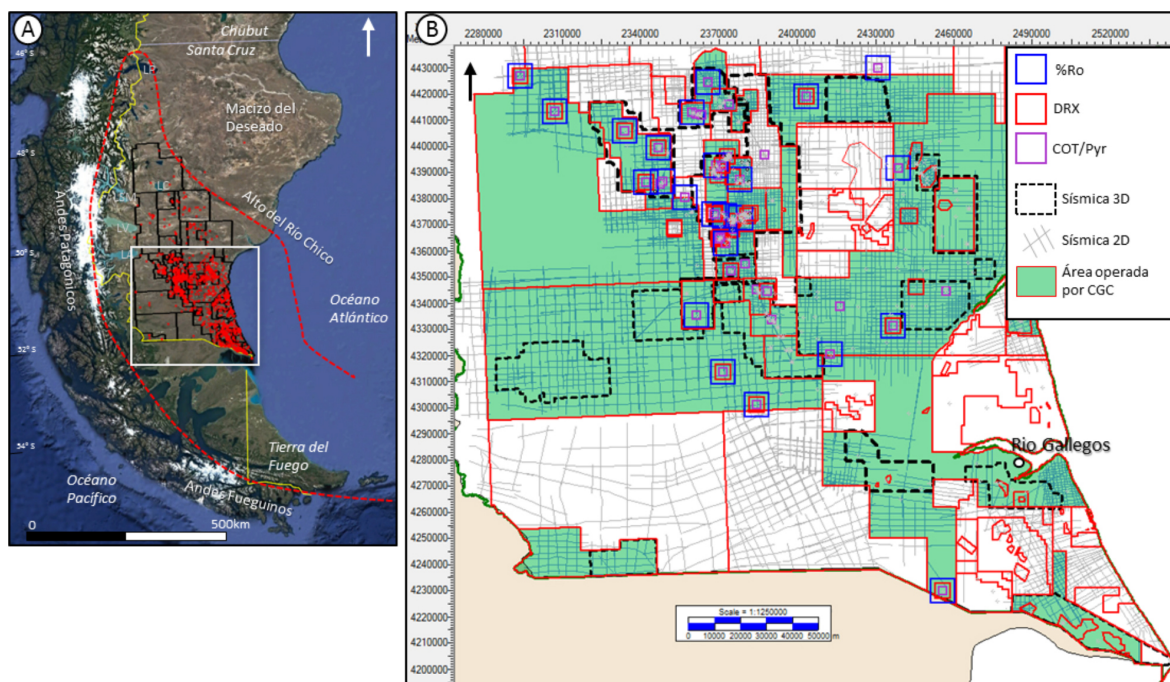 A
Chúbut
Santa Cruz
46° S
Macizo del
Deseado
48° S
Andes Patagónicos
Alto del Río Chico
50° S
Océano
Atlántico
52° S
54° S
Tierra del
Fuego
Océano
Pacífico
Andes Fueguinos
0
500km
B
2280000
2310000
2340000
2370000
2400000
2430000
2460000
2490000
2520000
4430000
4420000
4410000
4400000
4390000
4380000
4370000
4360000
4350000
4340000
4330000
4320000
4310000
4300000
4290000
4280000
4270000
4260000
4250000
4240000
4230000
4220000
4210000
4200000
%Ro
DRX
COT/Pyr
Sísmica 3D
Sísmica 2D
Área operada
por CGC
Rio Gallegos
Scale = 1:1250000
0 10000 20000 30000 40000 50000 m